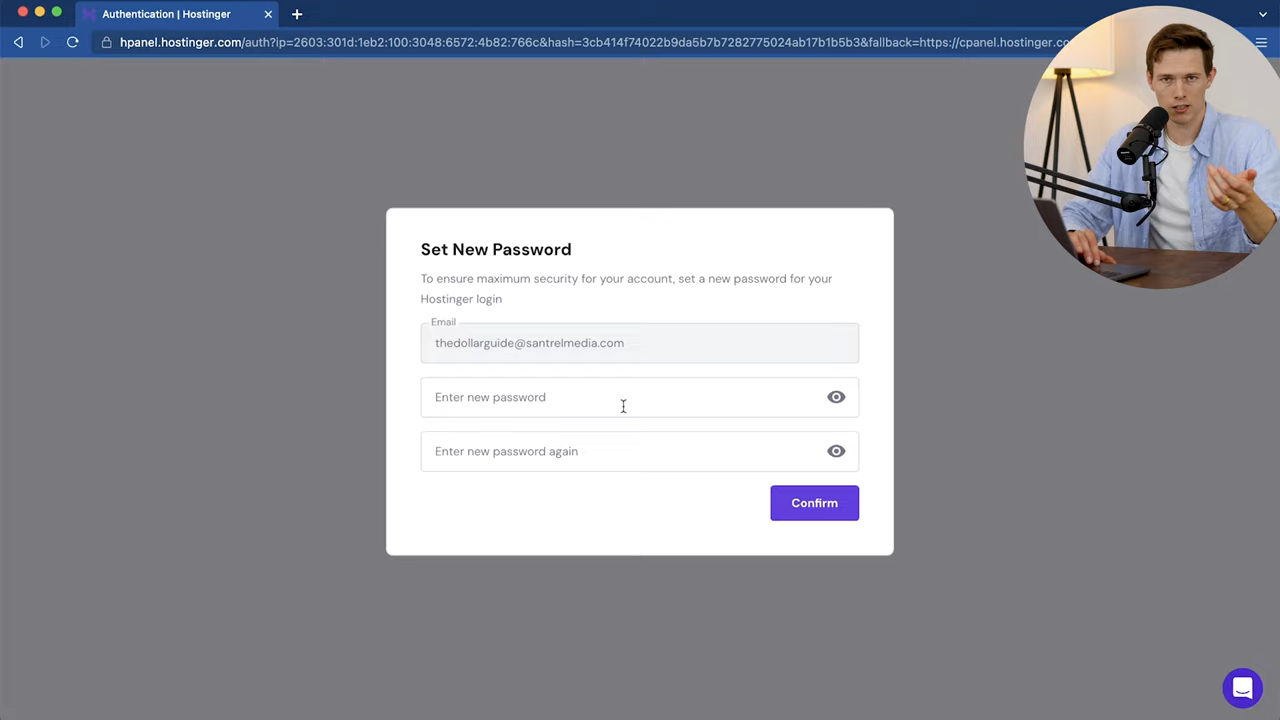 Authentication | Hostinger
hpanel.hostinger.com/auth?ip=2603:301d:1eb2:100:3048:6572:4b82:766c&hash=3cb414f74022b9da5b7b7282775024ab17b1b5b3&fallback=https://cpanel.hostinger.co
Set New Password
To ensure maximum security for your account, set a new password for your
Hostinger login
Email
thedollarguide@santrelmedia.com
Enter new password
Enter new password again
Confirm